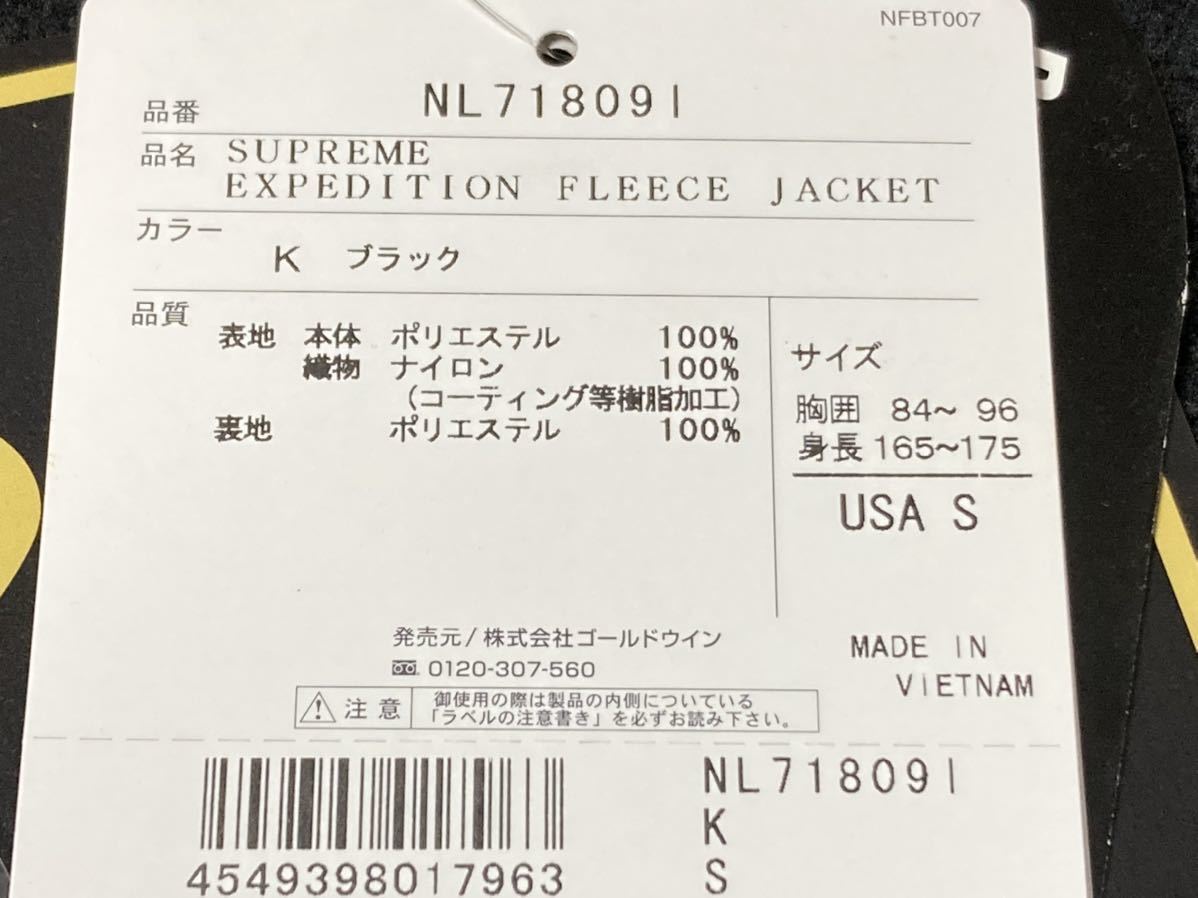 NFBT007
品番 NL71809I
品名 SUPREME
EXPEDITION FLEECE JACKET
カラー
K ブラック
品質
表地 本体 ポリエステル 100%
織物 ナイロン 100%
(コーティング等樹脂加工)
裏地 ポリエステル 100%
サイズ
胸囲 84~ 96
身長 165~175
USA S
発売元/株式会社ゴールドウイン
0120-307-560
MADE IN
VIETNAM
注意
御使用の際は製品の内側についている
「ラベルの注意書き」を必ずお読み下さい。
4549398017963
NL71809I
K
S